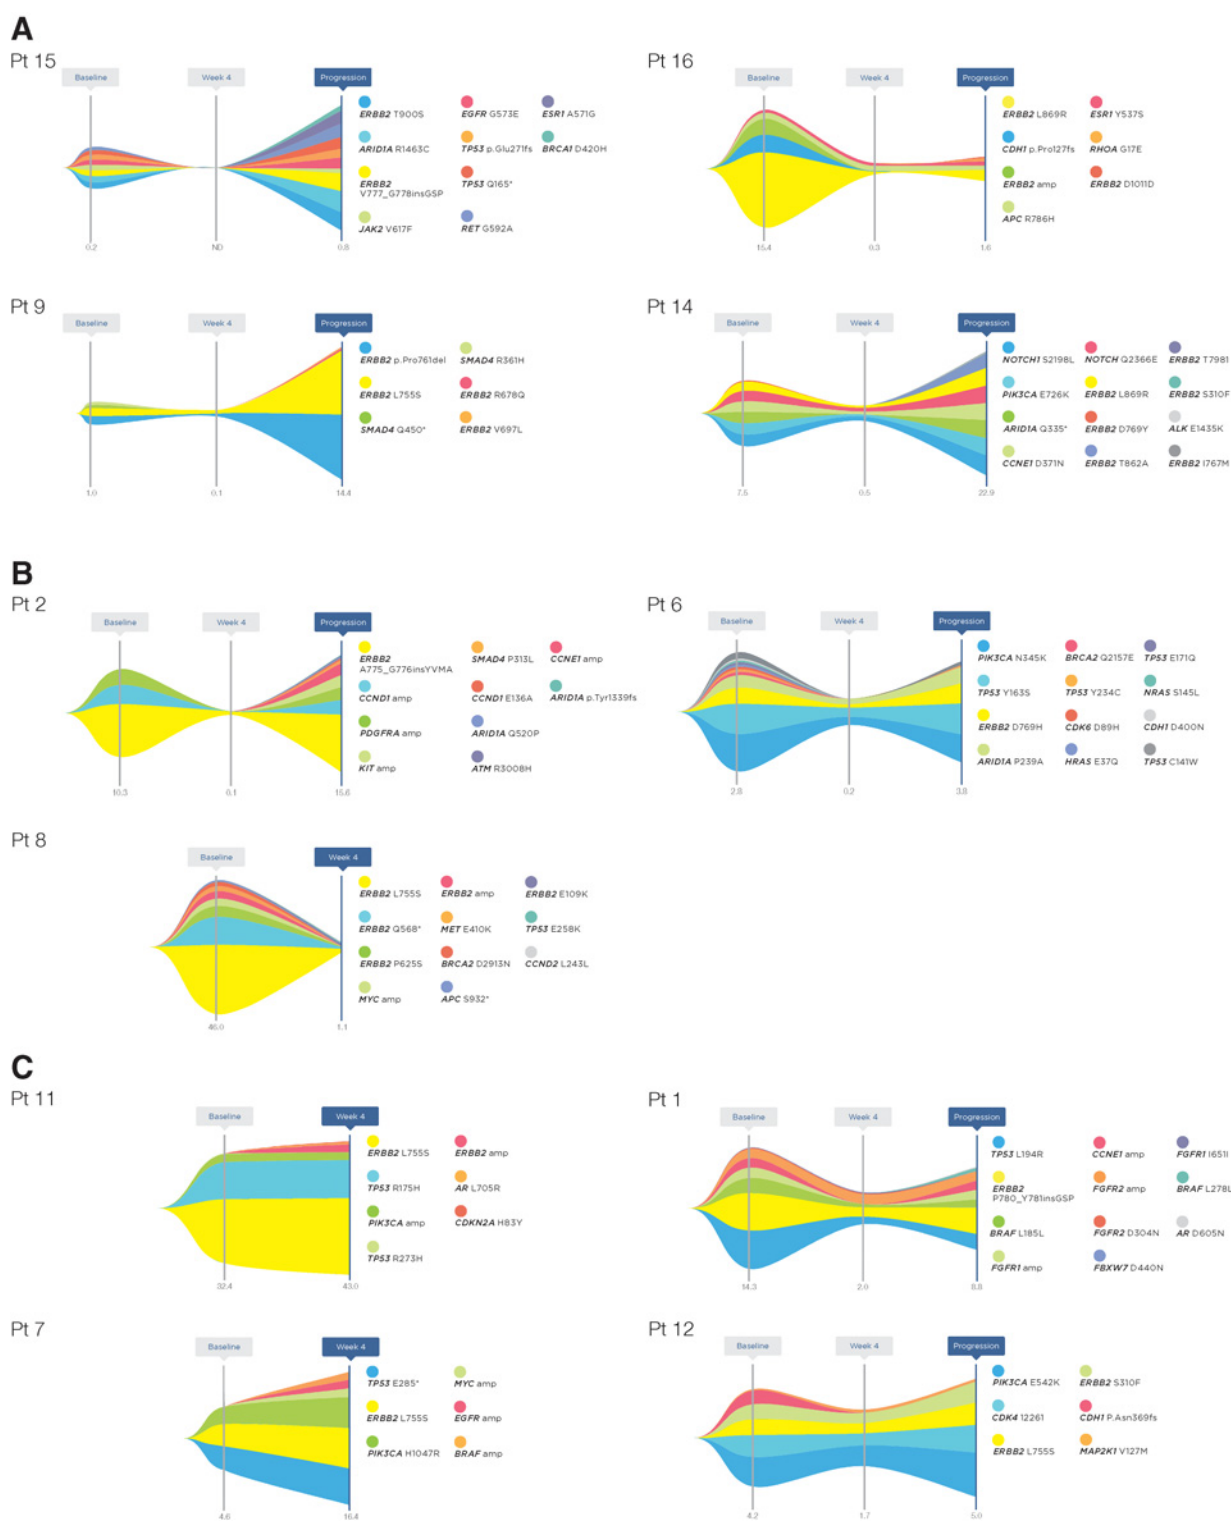 A
Pt 15
Baseline
Week 4
Progression
ERBB2 T900S
EGFR G573E
ESR1 A571G
ARID1A R1463C
TP53 p.Glu271fs
BRCA1 D420H
ERBB2
V777_G778insGSP
TP53 Q165*
JAK2 V617F
RET G592A
0.2
ND
0.8
Pt 16
Baseline
Week 4
Progression
ERBB2 L869R
ESR1 Y537S
CDH1 p.Pro127fs
RHOA G17E
ERBB2 amp
ERBB2 D1011D
APC R786H
15.4
0.3
1.6
Pt 9
Baseline
Week 4
Progression
ERBB2 p.Pro761del
SMAD4 R361H
ERBB2 L755S
ERBB2 R678Q
SMAD4 Q450*
ERBB2 V697L
1.0
0.1
14.4
Pt 14
Baseline
Week 4
Progression
NOTCH1 S2198L
NOTCH Q2366E
ERBB2 T798I
PIK3CA E726K
ERBB2 L869R
ERBB2 S310F
ARID1A Q335*
ERBB2 D769Y
ALK E1435K
CCNE1 D371N
ERBB2 T862A
ERBB2 I767M
7.5
0.5
22.9
B
Pt 2
Baseline
Week 4
Progression
ERBB2
A775_G776insYVMA
SMAD4 P313L
CCNE1 amp
CCND1 amp
CCND1 E136A
ARID1A p.Tyr1339fs
PDGFRA amp
ARID1A Q520P
KIT amp
ATM R3008H
10.3
0.1
15.6
Pt 6
Baseline
Week 4
Progression
PIK3CA N345K
BRCA2 Q2157E
TP53 E171Q
TP53 Y163S
TP53 Y234C
NRAS S145L
ERBB2 D769H
CDK6 D89H
CDH1 D400N
ARID1A P239A
HRAS E37Q
TP53 C141W
2.8
0.2
3.8
Pt 8
Baseline
Week 4
ERBB2 L755S
ERBB2 amp
ERBB2 E109K
ERBB2 Q568*
MET E410K
TP53 E258K
ERBB2 P625S
BRCA2 D2913N
CCND2 L243L
MYC amp
APC S932*
46.0
1.1
C
Pt 11
Baseline
Week 4
ERBB2 L755S
ERBB2 amp
TP53 R175H
AR L705R
PIK3CA amp
CDKN2A H83Y
TP53 R273H
32.4
43.0
Pt 1
Baseline
Week 4
Progression
TP53 L194R
CCNE1 amp
FGFR1 I651I
ERBB2
P780_Y781insGSP
FGFR2 amp
BRAF L278L
BRAF L185L
FGFR2 D304N
AR D605N
FGFR1 amp
FBXW7 D440N
14.3
2.0
8.8
Pt 7
Baseline
Week 4
TP53 E285*
MYC amp
ERBB2 L755S
EGFR amp
PIK3CA H1047R
BRAF amp
4.6
16.4
Pt 12
Baseline
Week 4
Progression
PIK3CA E542K
ERBB2 S310F
CDK4 I226I
CDH1 P.Asn369fs
ERBB2 L755S
MAP2K1 V127M
4.2
1.7
5.0